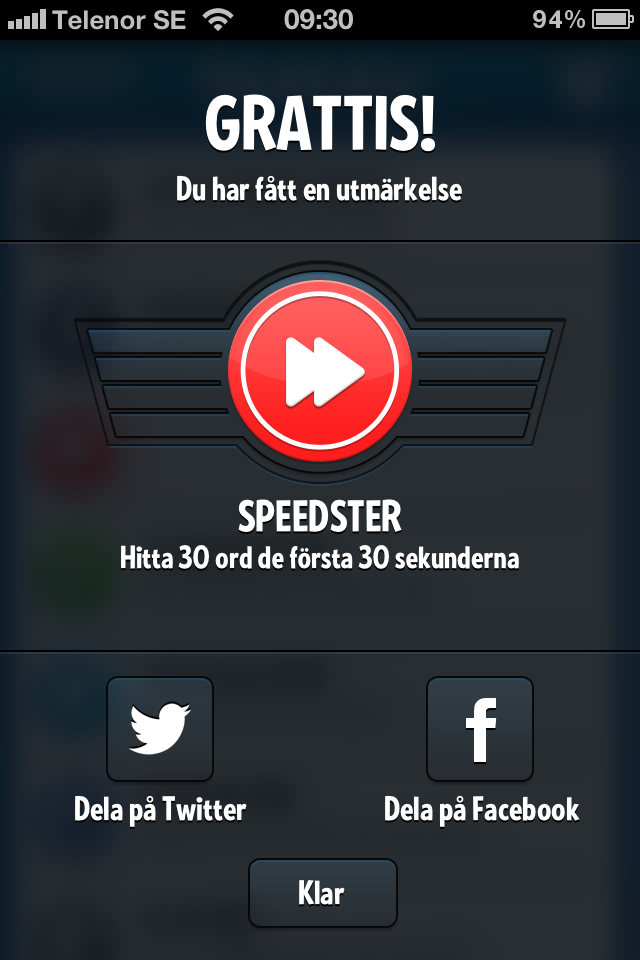 Telenor SE 09:30 94%
GRATTIS!
Du har fått en utmärkelse
SPEEDSTER
Hitta 30 ord de första 30 sekunderna
Dela på Twitter Dela på Facebook
Klar